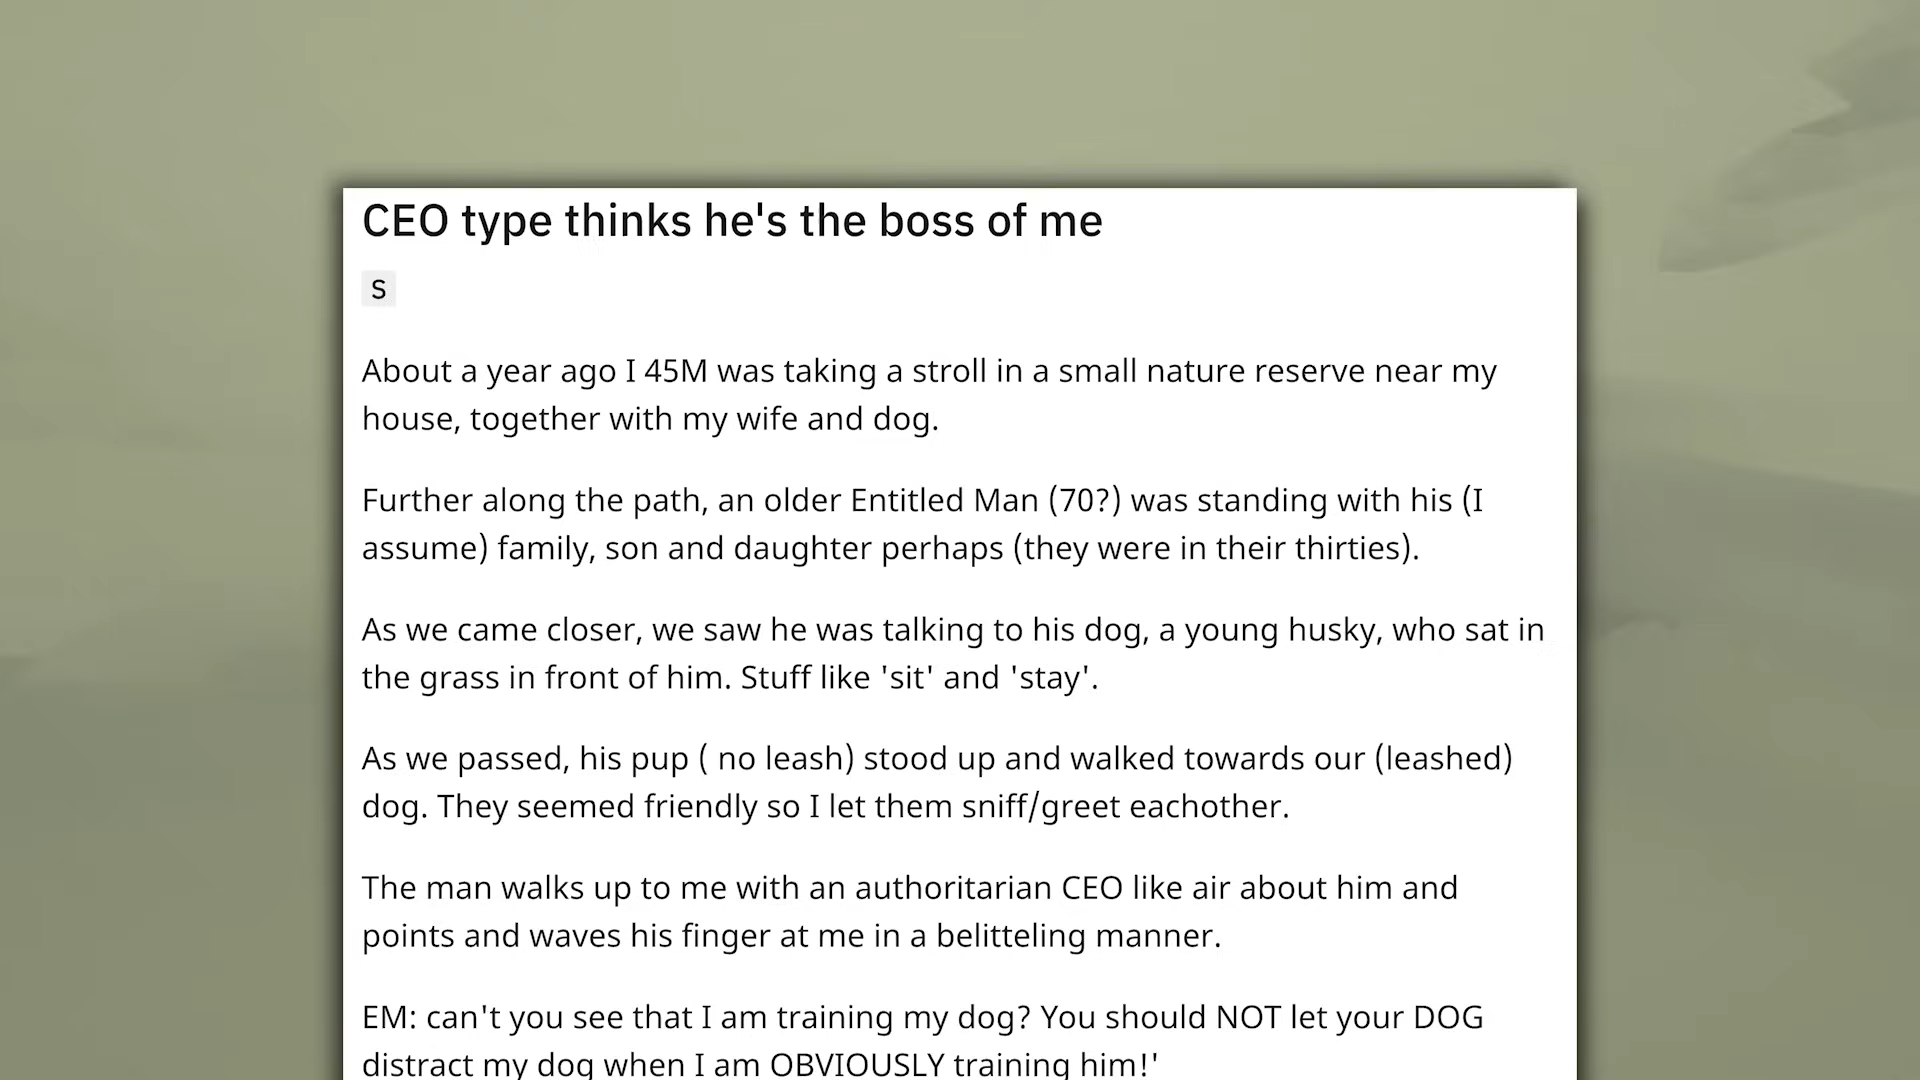 CEO type thinks he's the boss of me
S
About a year ago I 45M was taking a stroll in a small nature reserve near my
house, together with my wife and dog.
Further along the path, an older Entitled Man (70?) was standing with his (I
assume) family, son and daughter perhaps (they were in their thirties).
As we came closer, we saw he was talking to his dog, a young husky, who sat in
the grass in front of him. Stuff like 'sit' and 'stay'.
As we passed, his pup ( no leash) stood up and walked towards our (leashed)
dog. They seemed friendly so I let them sniff/greet eachother.
The man walks up to me with an authoritarian CEO like air about him and
points and waves his finger at me in a belitteling manner.
EM: can't you see that I am training my dog? You should NOT let your DOG
distract my dog when I am OBVIOUSLY training him!'